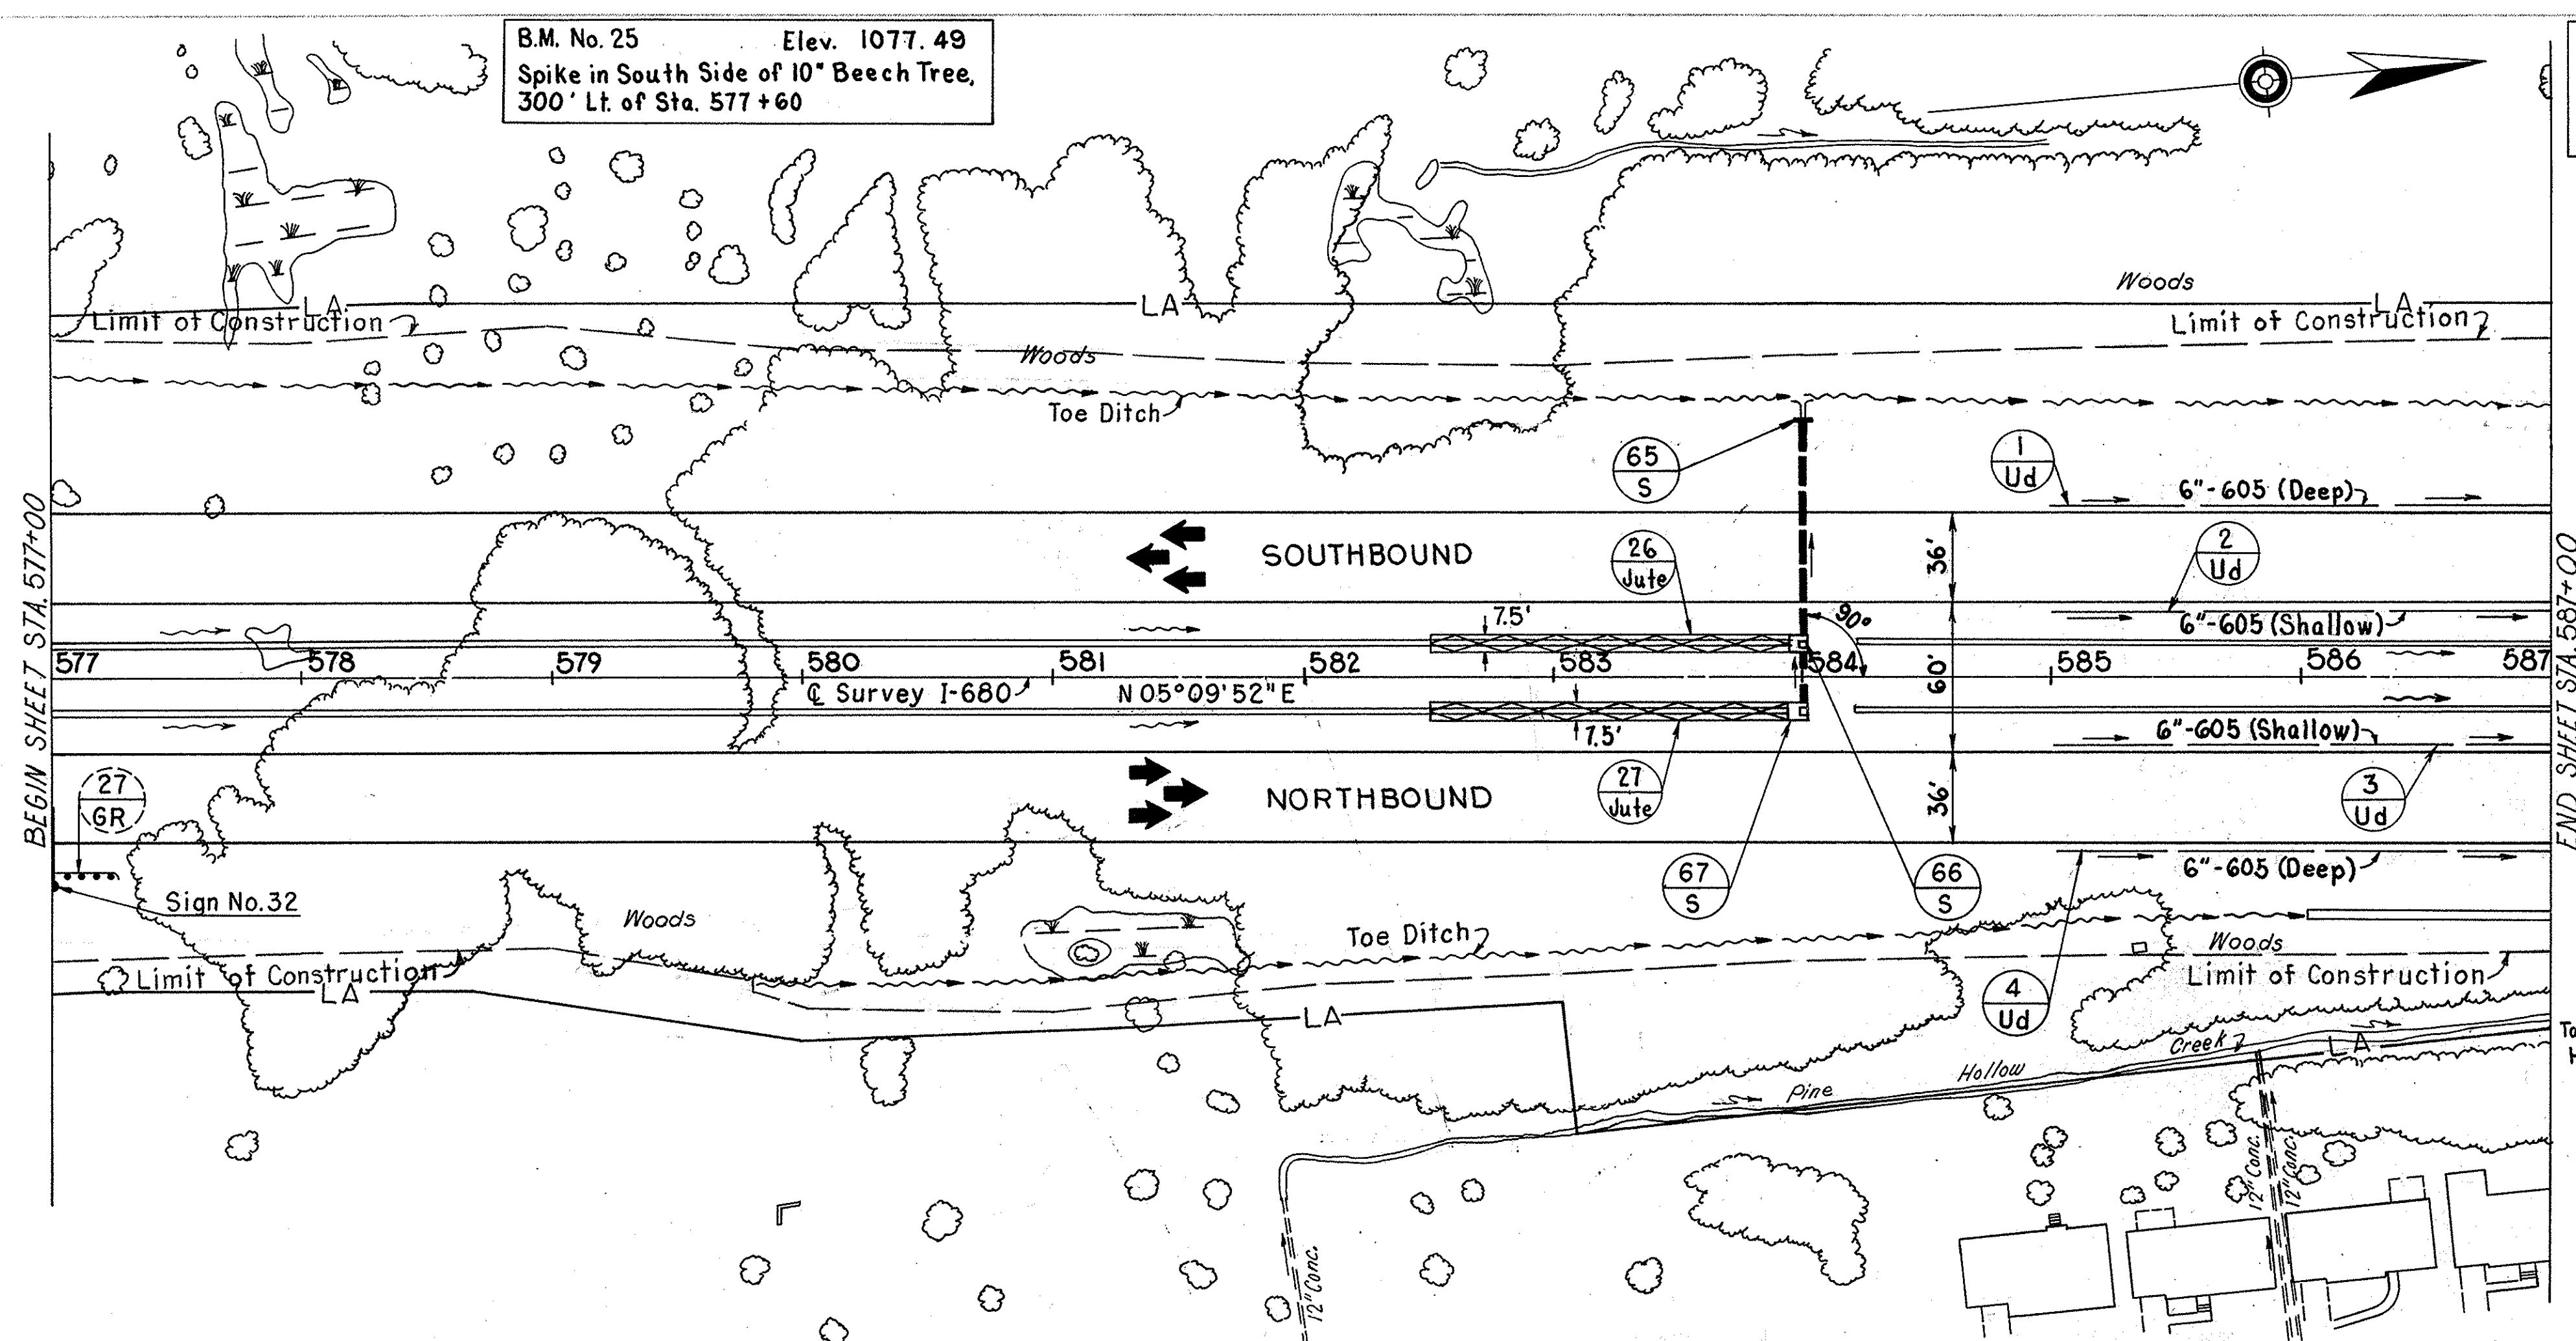 B.M. No. 25 Elev. 1077.49
Spike in South Side of 10" Beech Tree,
300' Lt. of Sta. 577+60
Woods
LA
LA
LA
Limit of Construction
Limit of Construction
Woods
Toe Ditch
65
S
1
Ud
6"-605 (Deep)
BEGIN SHEET STA. 577+00
END SHEET STA. 587+00
SOUTHBOUND
26
Jute
36'
2
Ud
7.5'
90°
6"-605 (Shallow)
577 578 579 580 581 582 583 584 585 586 587
60'
℄ Survey I-680 N 05°09'52" E
7.5'
6"-605 (Shallow)
27
GR
NORTHBOUND
27
Jute
36'
3
Ud
67
S
66
S
6"-605 (Deep)
Sign No. 32
Woods
Toe Ditch
Woods
Limit of Construction
LA
Limit of Construction
4
Ud
LA
Pine Hollow Creek
LA
12" Conc.
12" Conc.
12" Conc.